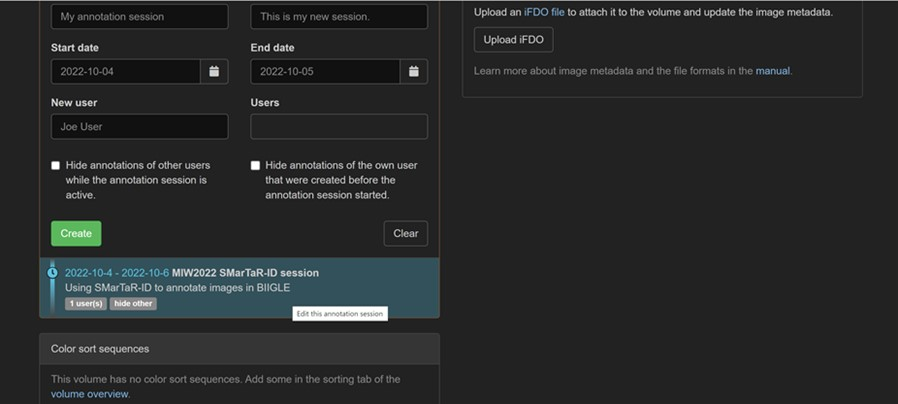 My annotation session
This is my new session.
Start date
End date
2022-10-04
2022-10-05
New user
Users
Joe User
Hide annotations of other users
while the annotation session is
active.
Hide annotations of the own user
that were created before the
annotation session started.
Create
Clear
2022-10-4 - 2022-10-6 MIW2022 SMarTaR-ID session
Using SMarTaR-ID to annotate images in BIIGLE
1 user(s) hide other
Edit this annotation session
Color sort sequences
This volume has no color sort sequences. Add some in the sorting tab of the
volume overview.
Upload an iFDO file to attach it to the volume and update the image metadata.
Upload iFDO
Learn more about image metadata and the file formats in the manual.